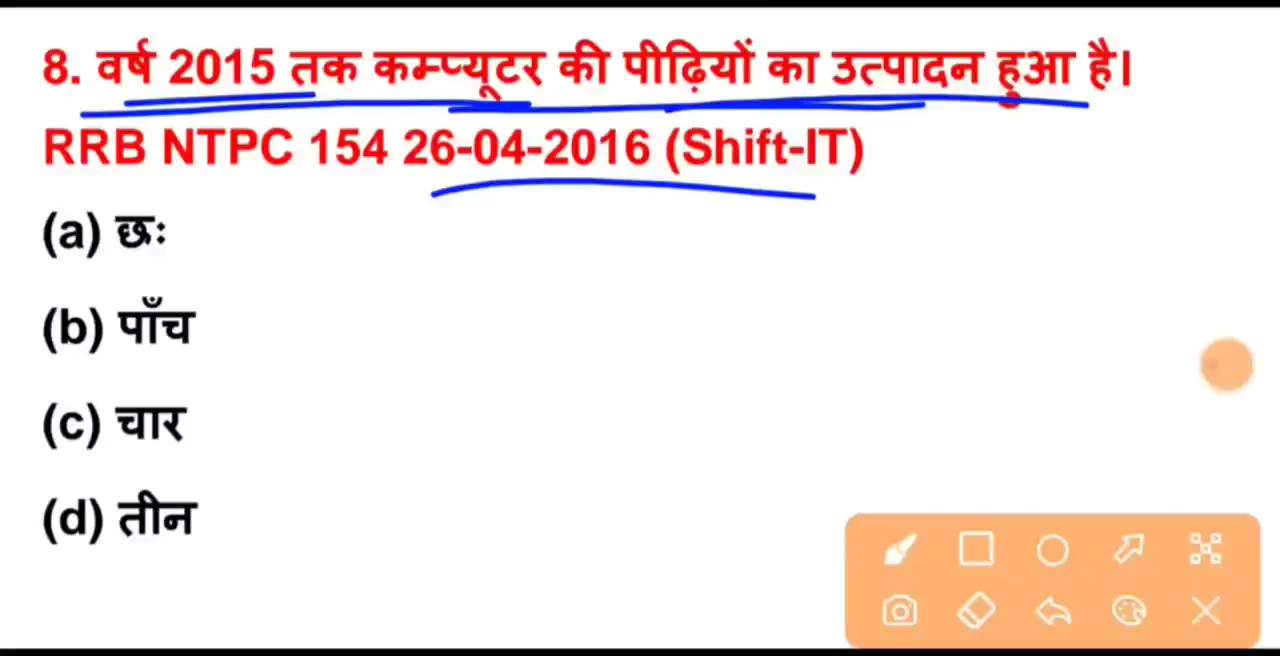 8. वर्ष 2015 तक कम्प्यूटर की पीढ़ियों का उत्पादन हुआ है।
RRB NTPC 154 26-04-2016 (Shift-IT)
(a) छः
(b) पाँच
(c) चार
(d) तीन